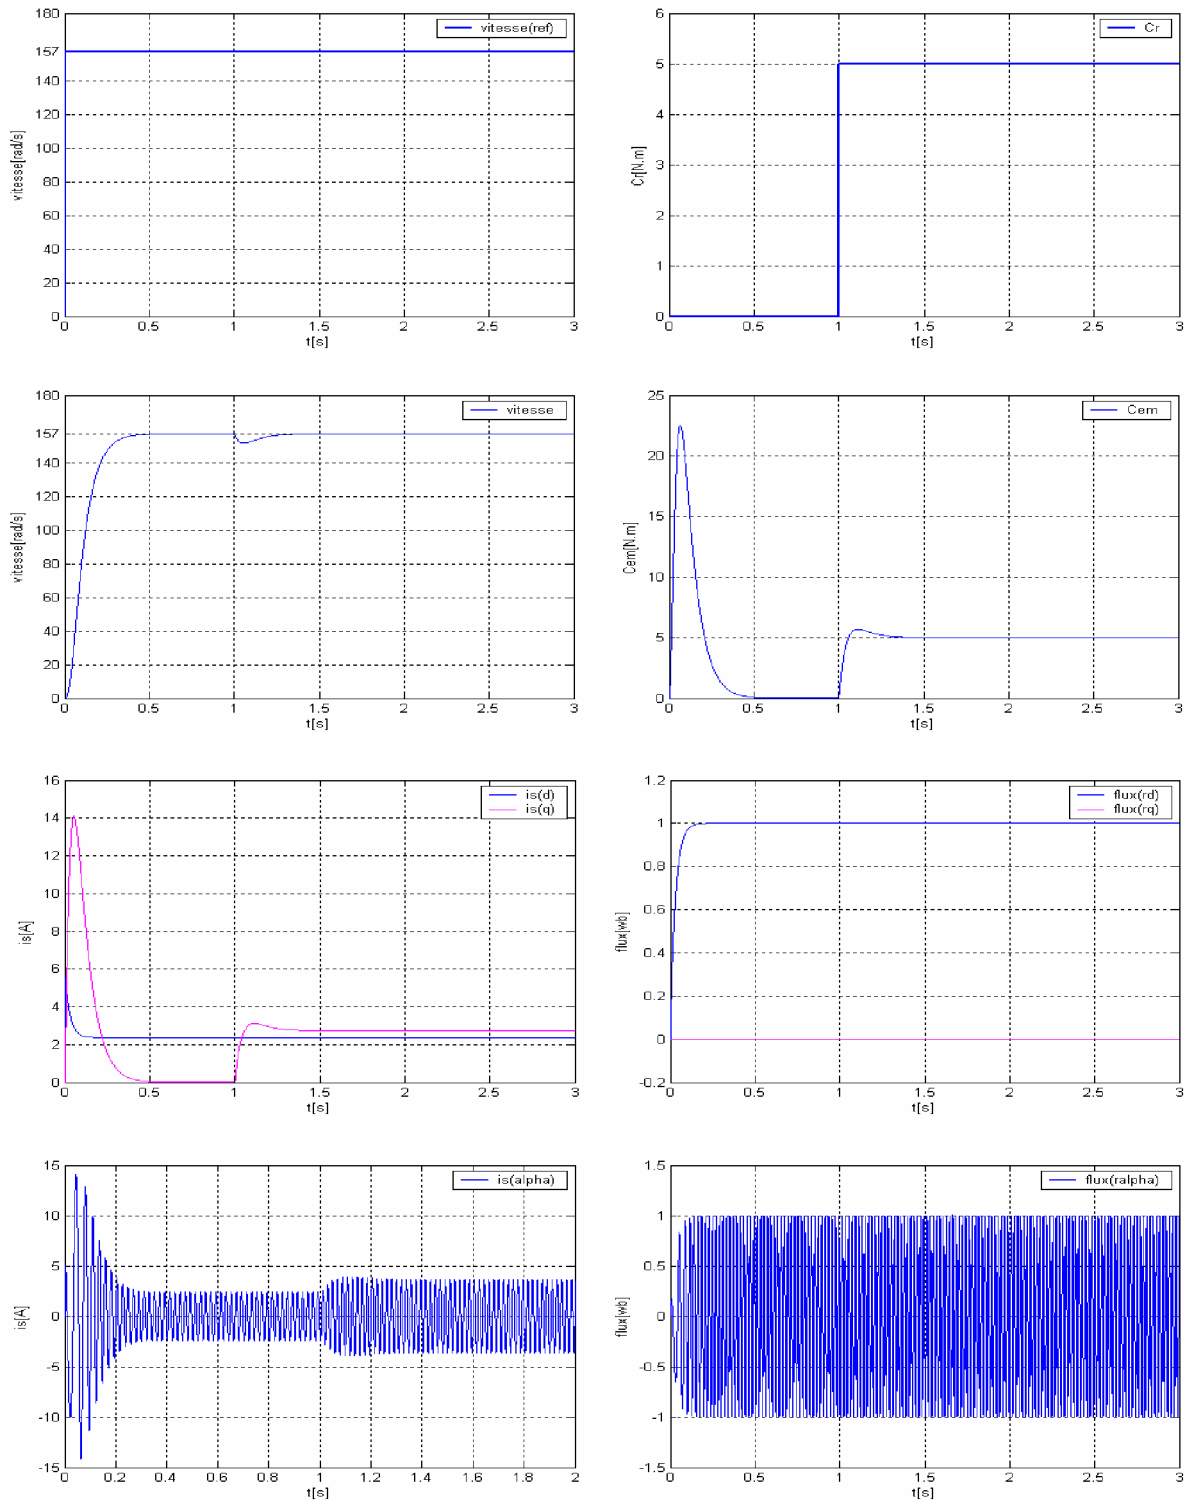 180
157
140
120
100
80
60
40
20
0
vitesse[rad/s]
vitesse(ref)
0 0.5 1 1.5 2 2.5 3
t[s]
6
5
4
3
2
1
0
Cr[N.m]
Cr
0 0.5 1 1.5 2 2.5 3
t[s]
180
157
140
120
100
80
60
40
20
0
vitesse[rad/s]
vitesse
0 0.5 1 1.5 2 2.5 3
t[s]
25
20
15
10
5
0
Cem[N.m]
Cem
0 0.5 1 1.5 2 2.5 3
t[s]
16
14
12
10
8
6
4
2
0
is[A]
is(d)
is(q)
0 0.5 1 1.5 2 2.5 3
t[s]
1.2
1
0.8
0.6
0.4
0.2
0
-0.2
flux[wb]
flux(rd)
flux(rq)
0 0.5 1 1.5 2 2.5 3
t[s]
15
10
5
0
-5
-10
-15
is[A]
is(alpha)
0 0.2 0.4 0.6 0.8 1 1.2 1.4 1.6 1.8 2
t[s]
1.5
1
0.5
0
-0.5
-1
-1.5
flux[wb]
flux(ralpha)
0 0.5 1 1.5 2 2.5 3
t[s]